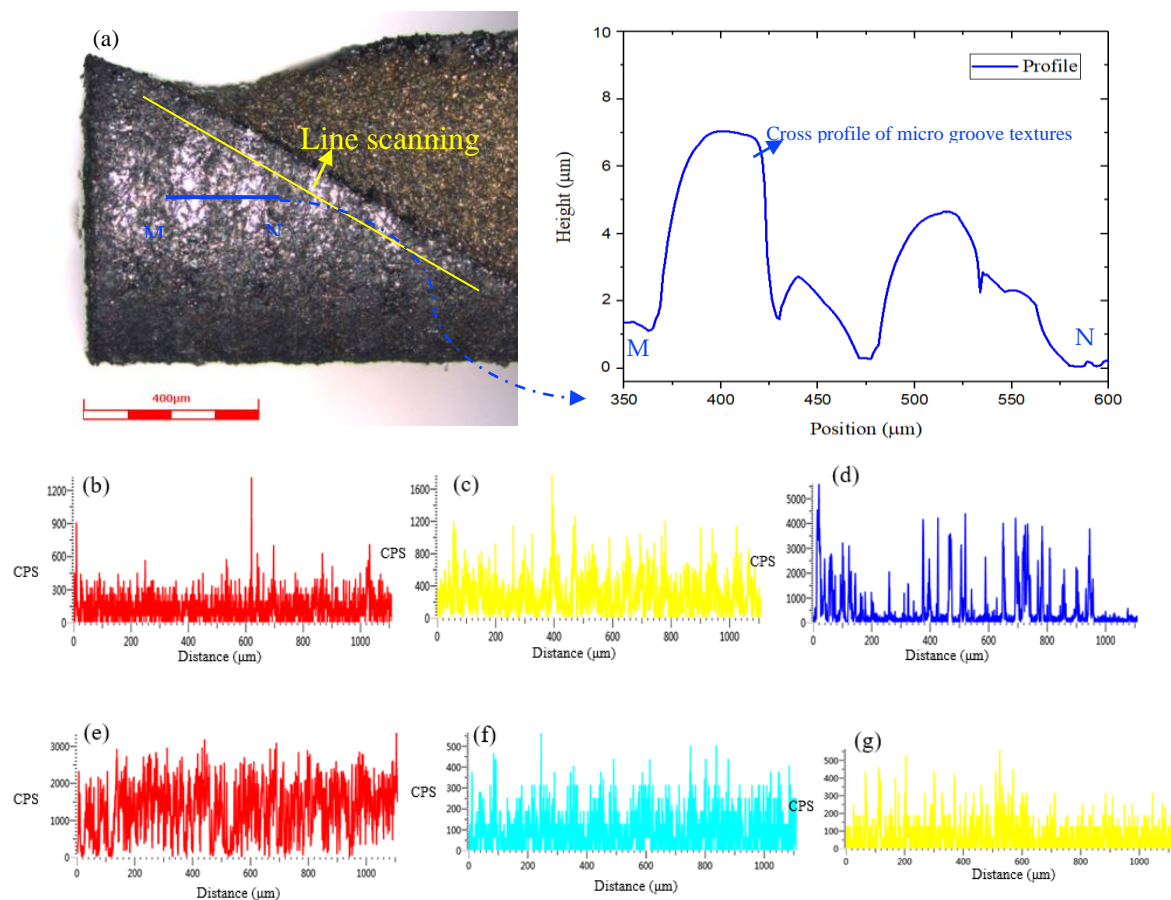 (a)
Line scanning
M
N
400μm
10
8
6
4
2
0
Height (μm)
Profile
Cross profile of micro groove textures
M
N
350
400
450
500
550
600
Position (μm)
(b)
1200
900
600
300
0
CPS
0
200
400
600
800
1000
Distance (μm)
(c)
1600
1200
800
400
0
CPS
0
200
400
600
800
1000
Distance (μm)
(d)
5000
4000
3000
2000
1000
0
CPS
0
200
400
600
800
1000
Distance (μm)
(e)
3000
2000
1000
0
CPS
0
200
400
600
800
1000
Distance (μm)
(f)
500
400
300
200
100
0
CPS
0
200
400
600
800
1000
Distance (μm)
(g)
500
400
300
200
100
0
CPS
0
200
400
600
800
1000
Distance (μm)